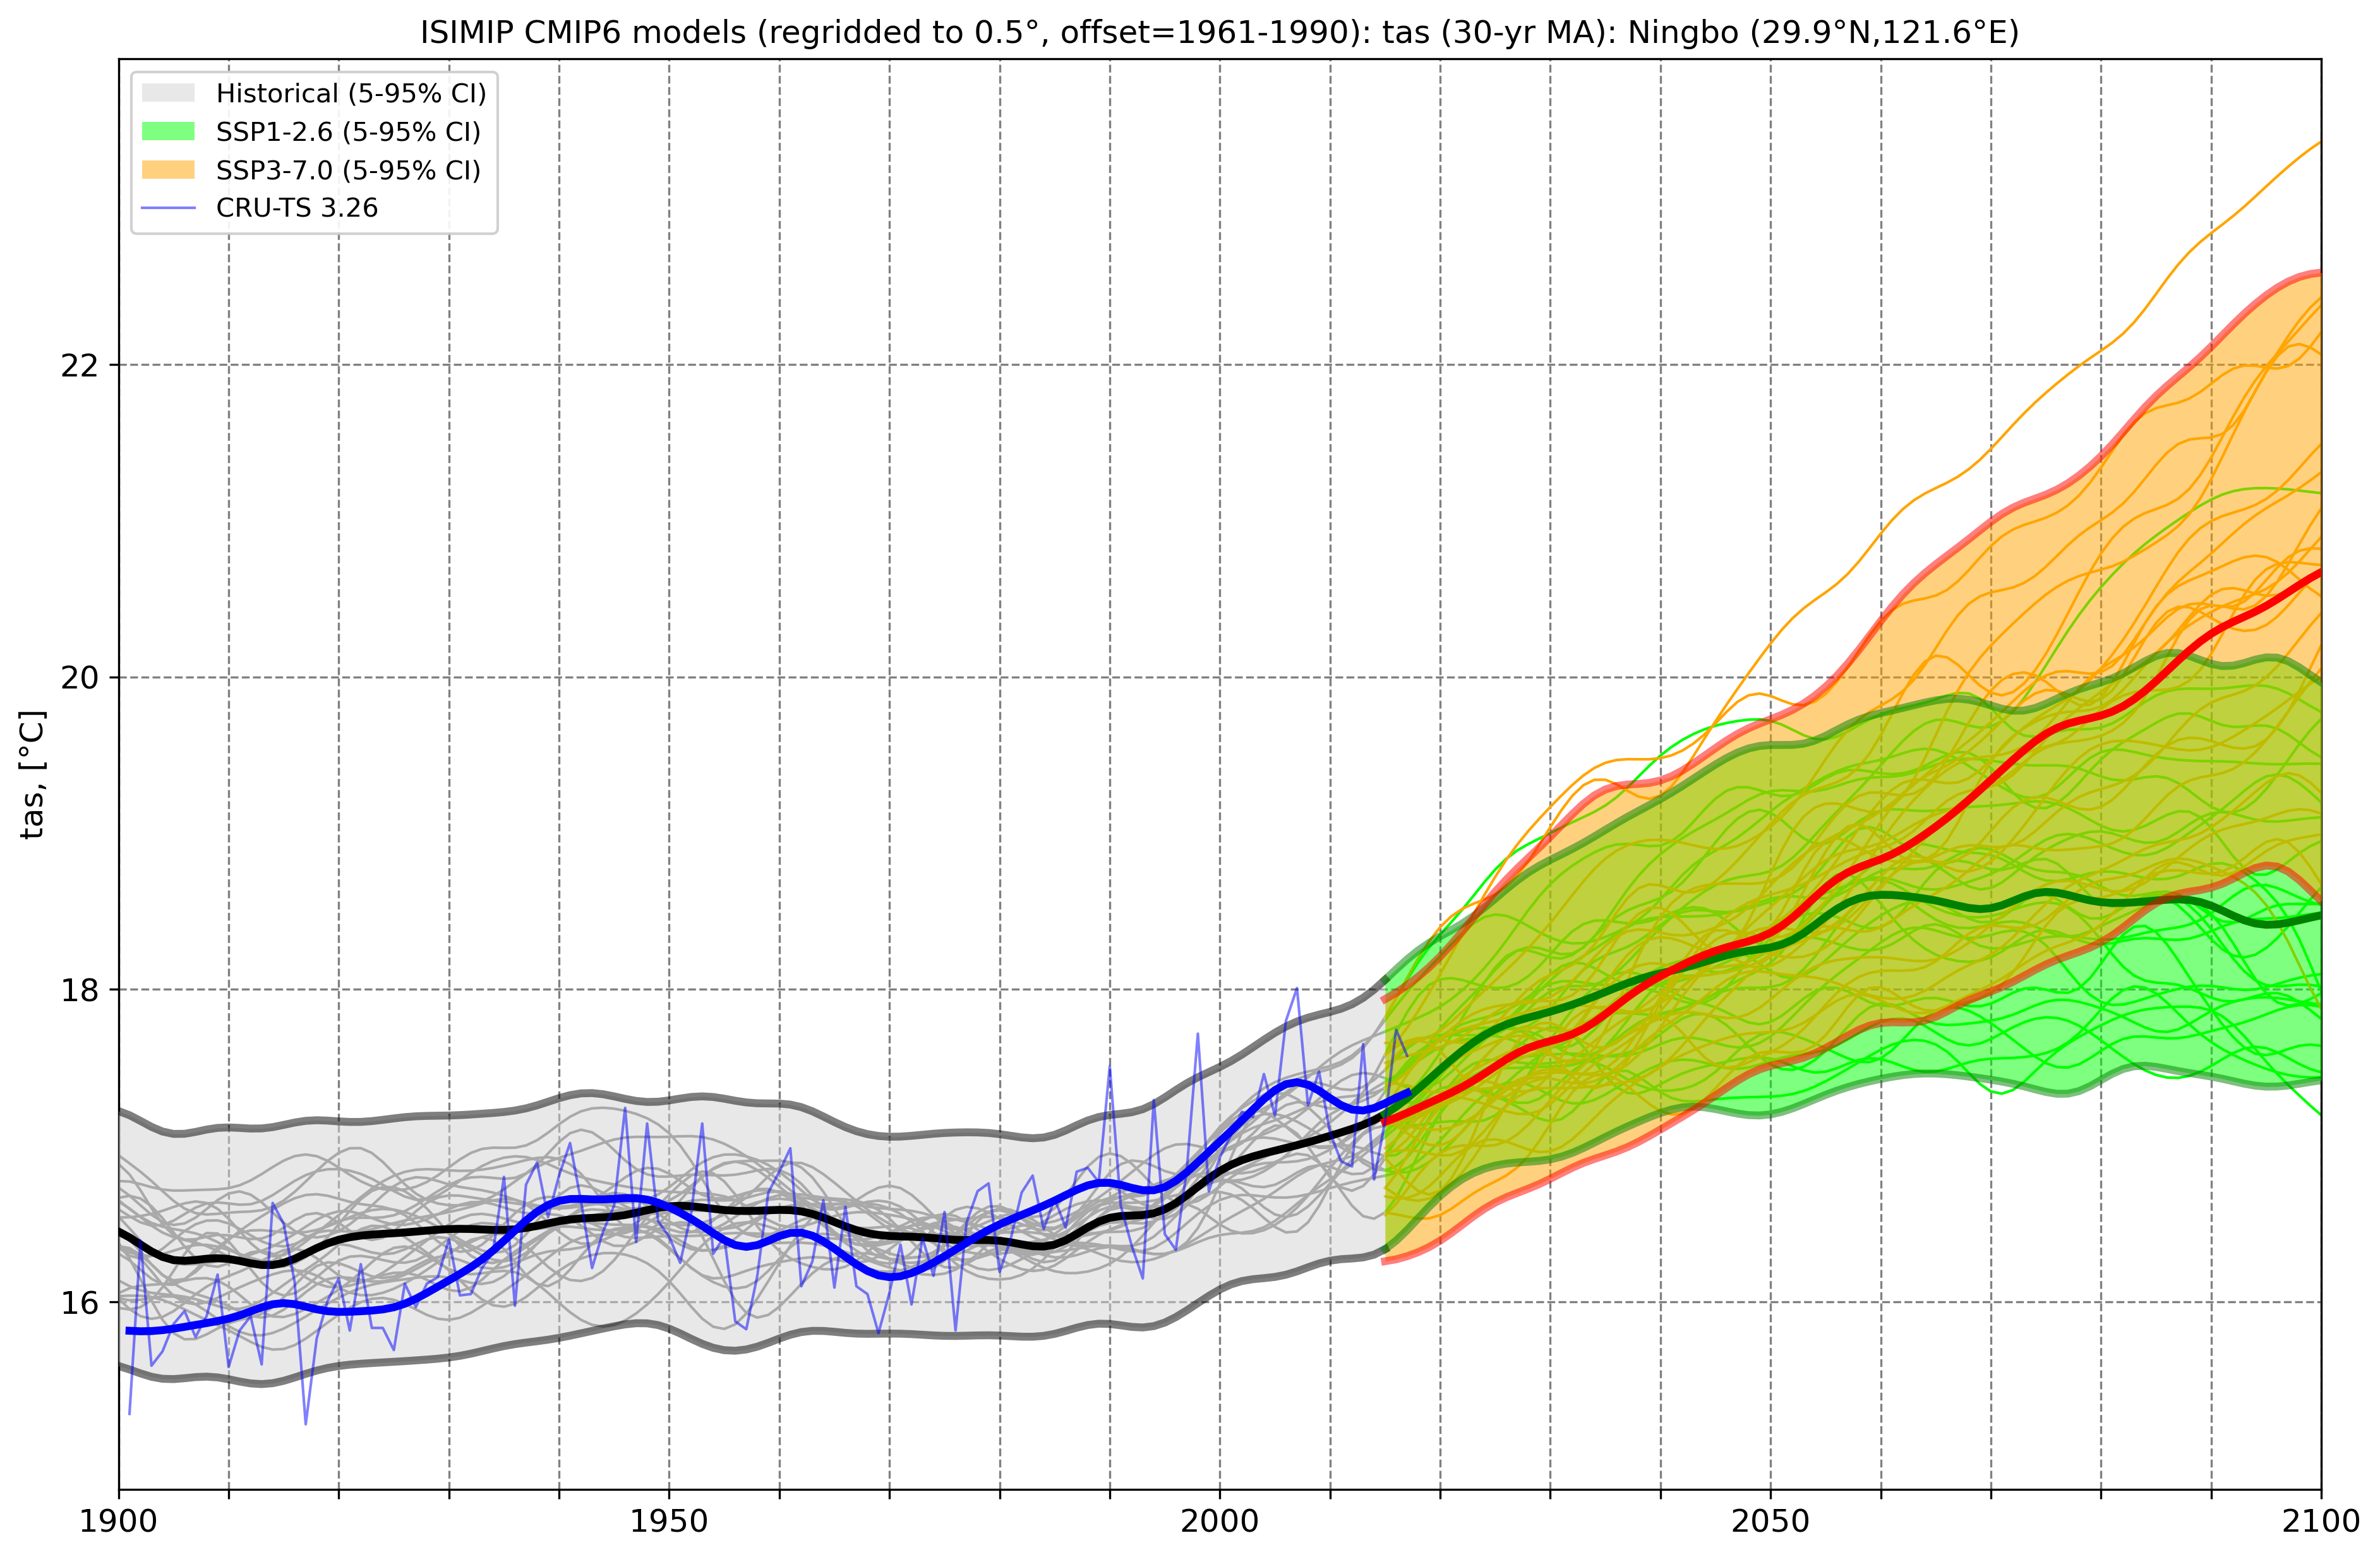 ISIMIP CMIP6 models (regridded to 0.5°, offset=1961-1990): tas (30-yr MA): Ningbo (29.9°N,121.6°E)
Historical (5-95% CI)
SSP1-2.6 (5-95% CI)
SSP3-7.0 (5-95% CI)
CRU-TS 3.26
22
20
18
16
tas, [°C]
1900
1950
2000
2050
2100